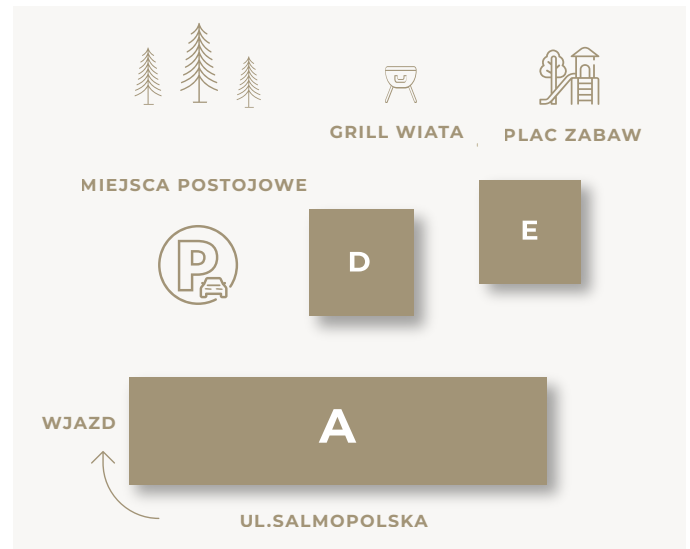 GRILL WIATA
PLAC ZABAW
MIEJSCA POSTOJOWE
P
D
E
A
WJAZD
UL.SALMOPOLSKA